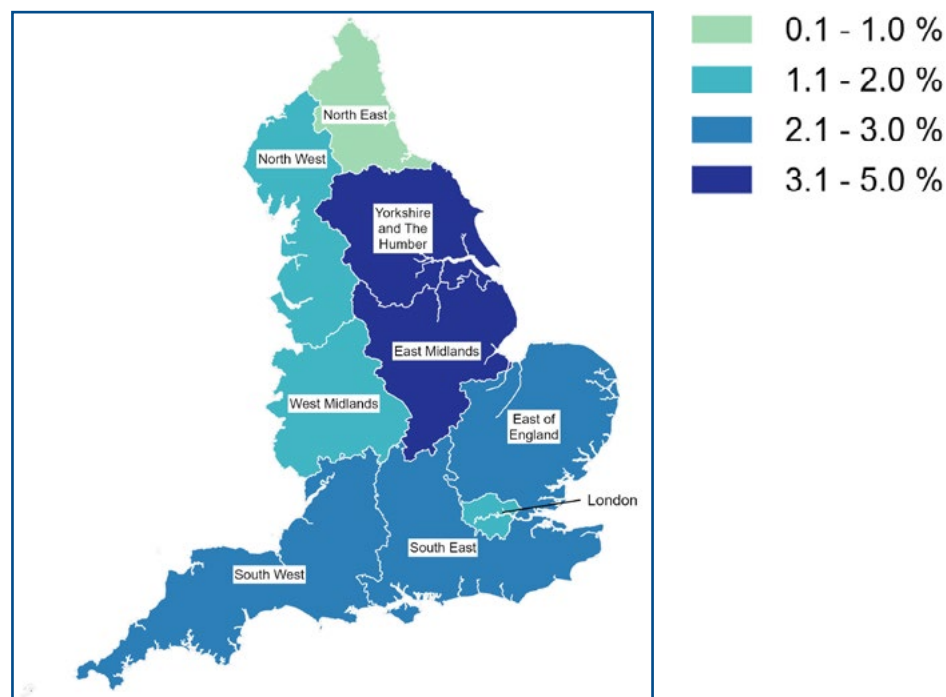 0.1 - 1.0 %
1.1 - 2.0 %
2.1 - 3.0 %
3.1 - 5.0 %
North East
North West
Yorkshire
and The
Humber
East Midlands
West Midlands
East of
England
London
South East
South West